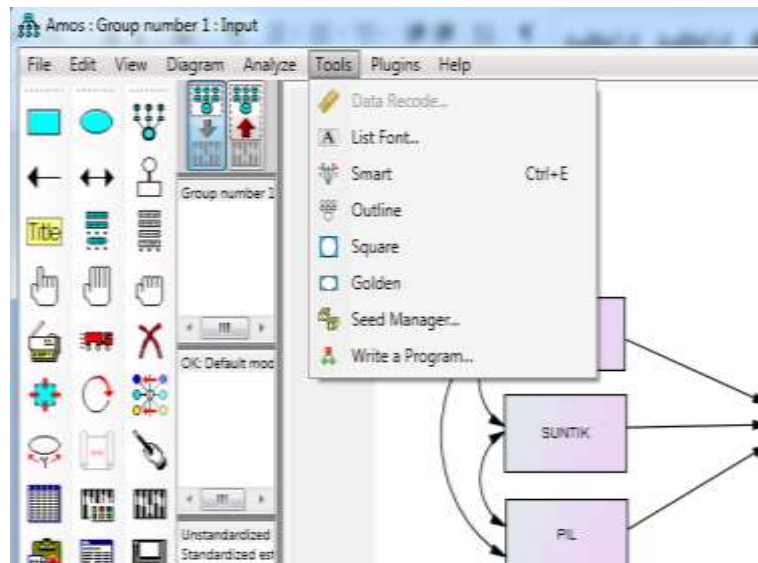 Amos : Group number 1 : Input
File Edit View Diagram Analyze Tools Plugins Help
Data Recode...
A List Font...
Smart Ctrl+E
Outline
Square
Golden
Seed Manager...
Write a Program...
Title
Group number 1
OK: Default mod
Unstandardized
Standardized est
SUNTIK
PIL